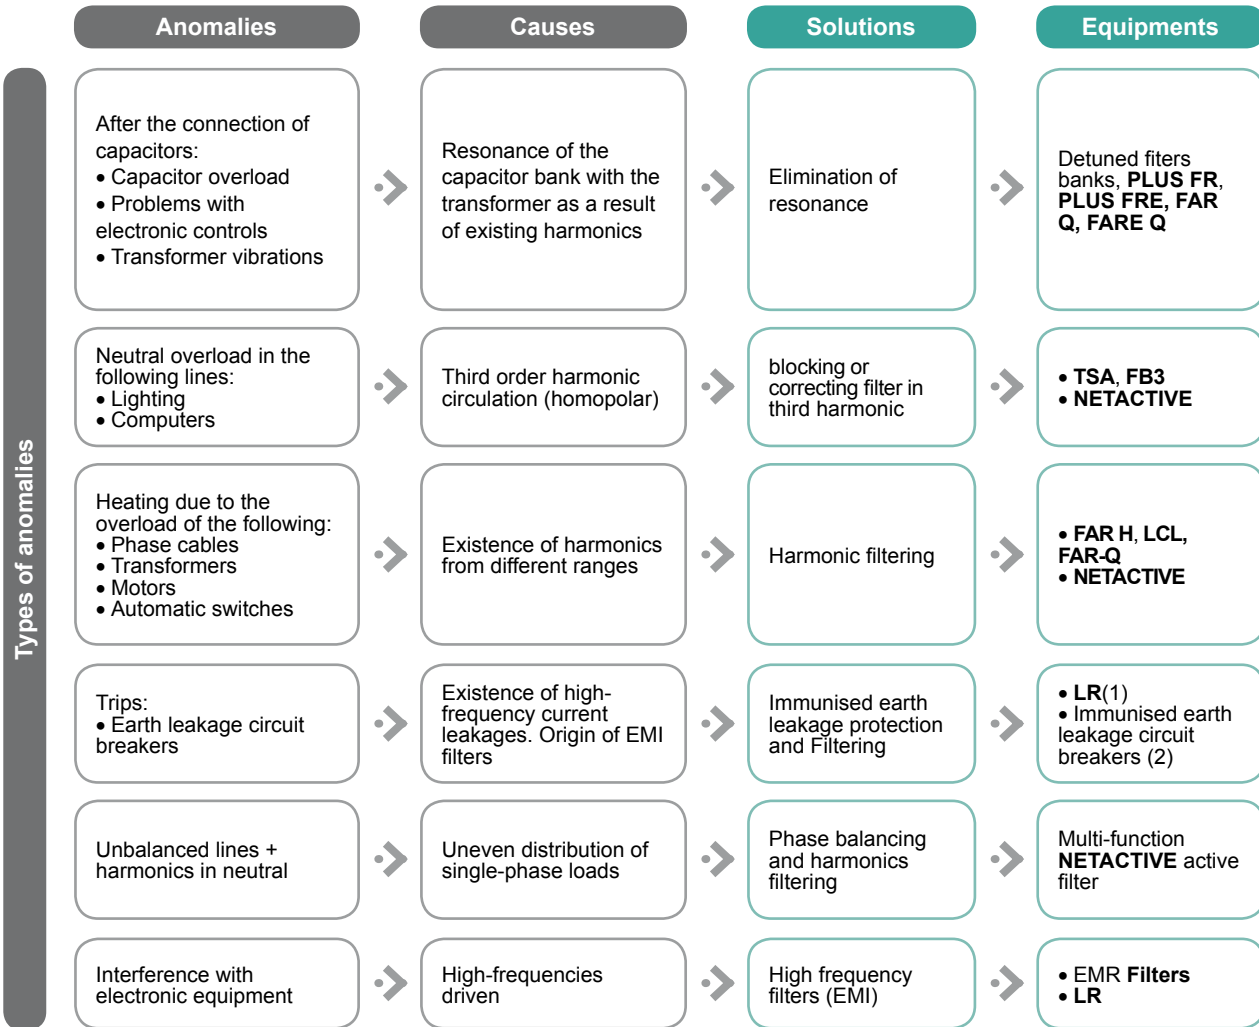 Anomalies
Causes
Solutions
Equipments
Types of anomalies
After the connection of
capacitors:
• Capacitor overload
• Problems with
electronic controls
• Transformer vibrations
Resonance of the
capacitor bank with the
transformer as a result
of existing harmonics
Elimination of
resonance
Detuned fiters
banks, PLUS FR,
PLUS FRE, FAR
Q, FARE Q
Neutral overload in the
following lines:
• Lighting
• Computers
Third order harmonic
circulation (homopolar)
blocking or
correcting filter in
third harmonic
• TSA, FB3
• NETACTIVE
Heating due to the
overload of the following:
• Phase cables
• Transformers
• Motors
• Automatic switches
Existence of harmonics
from different ranges
Harmonic filtering
• FAR H, LCL,
FAR-Q
• NETACTIVE
Trips:
• Earth leakage circuit
breakers
Existence of high-
frequency current
leakages. Origin of EMI
filters
Immunised earth
leakage protection
and Filtering
• LR(1)
• Immunised earth
leakage circuit
breakers (2)
Unbalanced lines +
harmonics in neutral
Uneven distribution of
single-phase loads
Phase balancing
and harmonics
filtering
Multi-function
NETACTIVE active
filter
Interference with
electronic equipment
High-frequencies
driven
High frequency
filters (EMI)
• EMR Filters
• LR